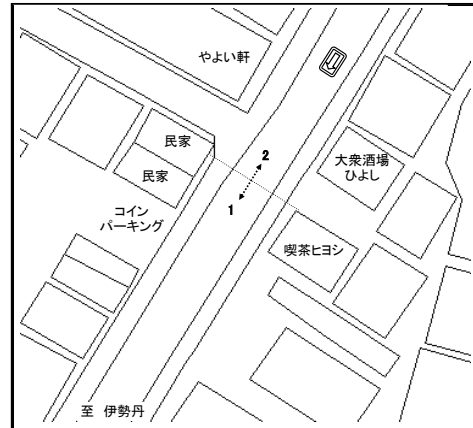 やよい軒
民家
2
大衆酒場
ひよし
民家
1
コイン
パーキング
喫茶ヒヨシ
至 伊勢丹